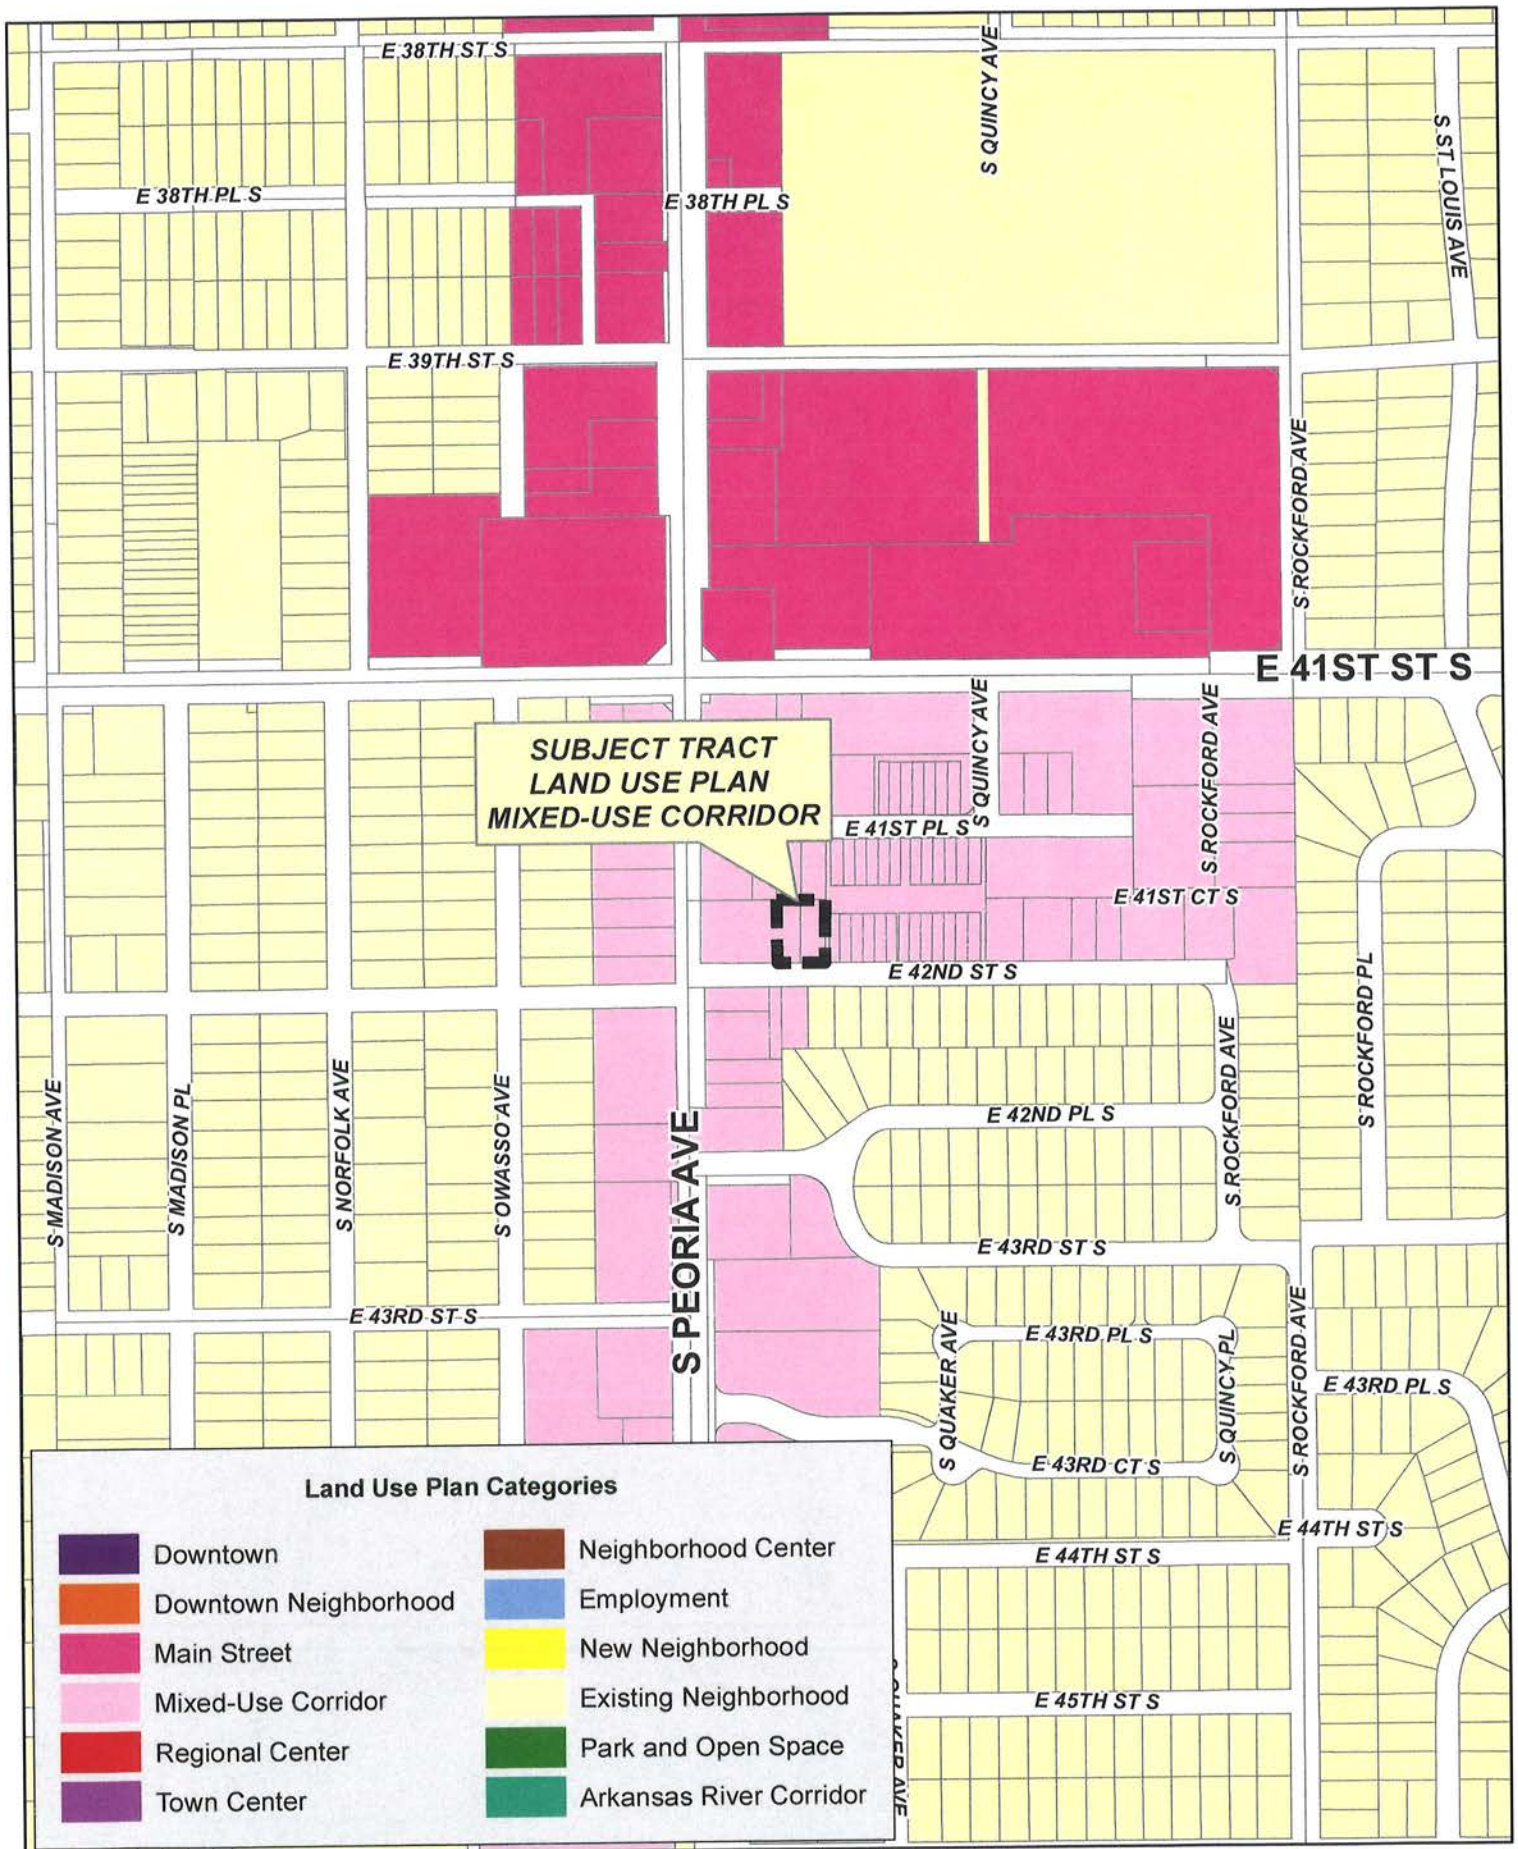 E 38TH ST S
S QUINCY AVE
S ST LOUIS AVE
E 38TH PL S
E 38TH PL S
E 39TH ST S
S ROCKFORD AVE
E 41ST ST S
SUBJECT TRACT
LAND USE PLAN
MIXED-USE CORRIDOR
S QUINCY AVE
S ROCKFORD AVE
E 41ST PL S
E 41ST CT S
E 42ND ST S
S ROCKFORD PL
S MADISON AVE
S MADISON PL
S NORFOLK AVE
S OWASSO AVE
S PEORIA AVE
E 42ND PL S
S ROCKFORD AVE
E 43RD ST S
E 43RD ST S
S QUAKER AVE
E 43RD PL S
S QUINCY PL
S ROCKFORD AVE
E 43RD PL S
E 43RD CT S
E 44TH ST S
E 44TH ST S
E 45TH ST S
Land Use Plan Categories
Downtown
Downtown Neighborhood
Main Street
Mixed-Use Corridor
Regional Center
Town Center
Neighborhood Center
Employment
New Neighborhood
Existing Neighborhood
Park and Open Space
Arkansas River Corridor